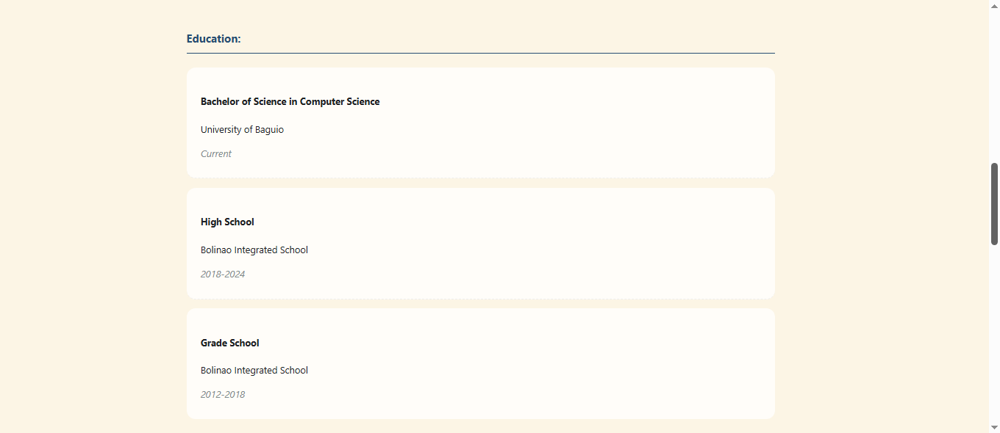 Education:
Bachelor of Science in Computer Science
University of Baguio
Current
High School
Bolinao Integrated School
2018-2024
Grade School
Bolinao Integrated School
2012-2018